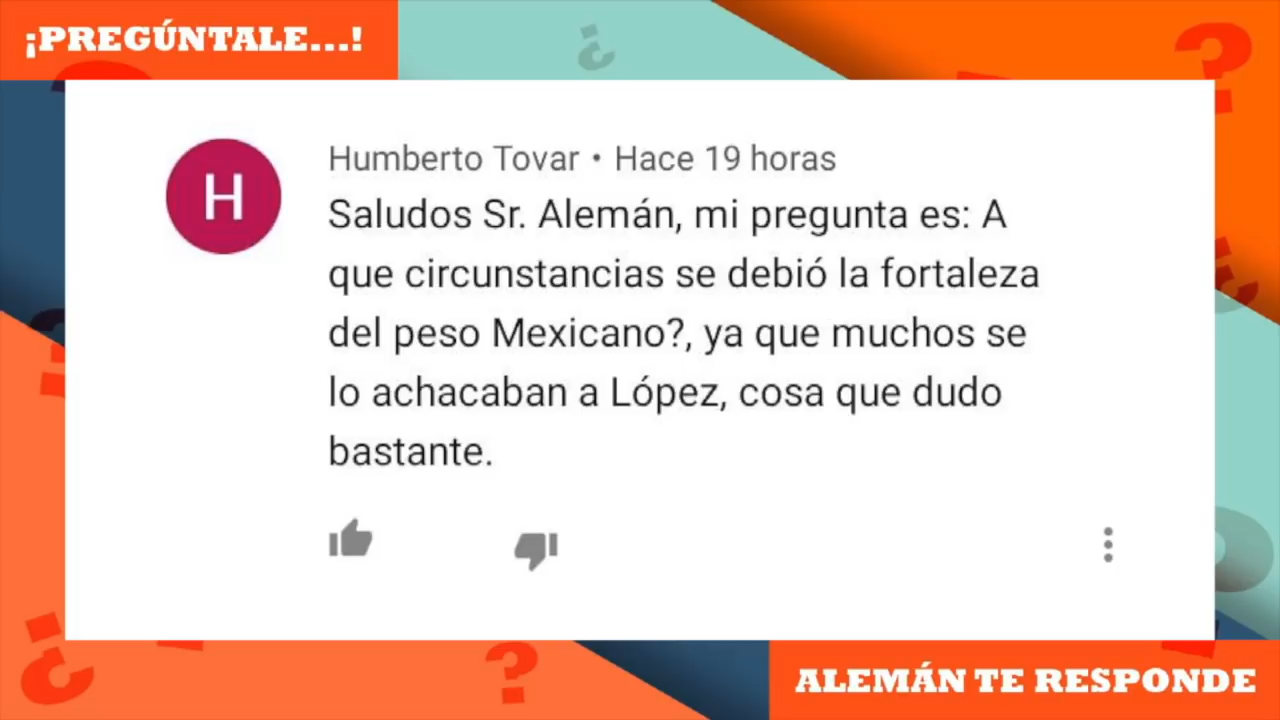 ¡PREGÚNTALE...!
Humberto Tovar • Hace 19 horas
Saludos Sr. Alemán, mi pregunta es: A
que circunstancias se debió la fortaleza
del peso Mexicano?, ya que muchos se
lo achacaban a López, cosa que dudo
bastante.
ALEMÁN TE RESPONDE